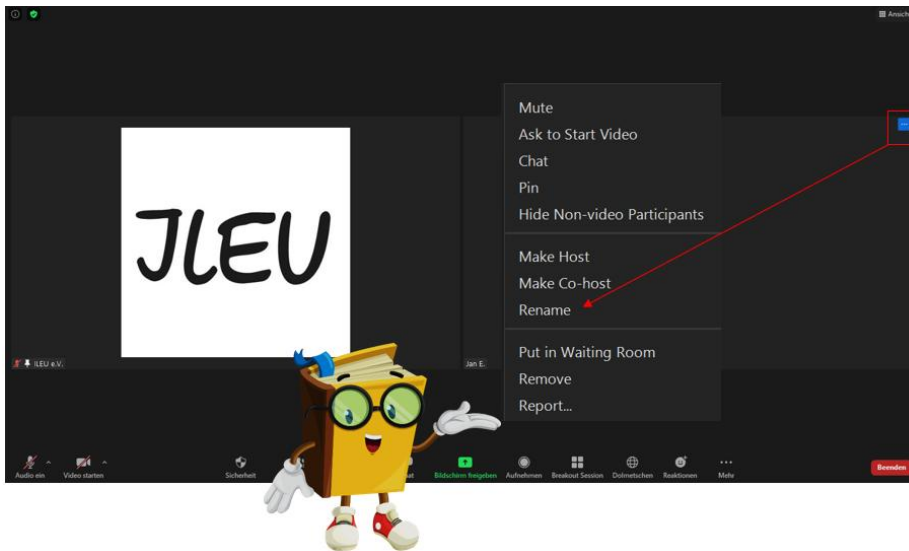 Ansich
JLEU
Mute
Ask to Start Video
Chat
Pin
Hide Non-video Participants
Make Host
Make Co-host
Rename
Put in Waiting Room
Remove
Report...
ILEU e.V.
Jan E.
Audio ein
Video starten
Sicherheit
Bildschirm freigeben
Aufnehmen
Breakout Session
Dolmetschen
Reaktionen
Mehr
Beenden